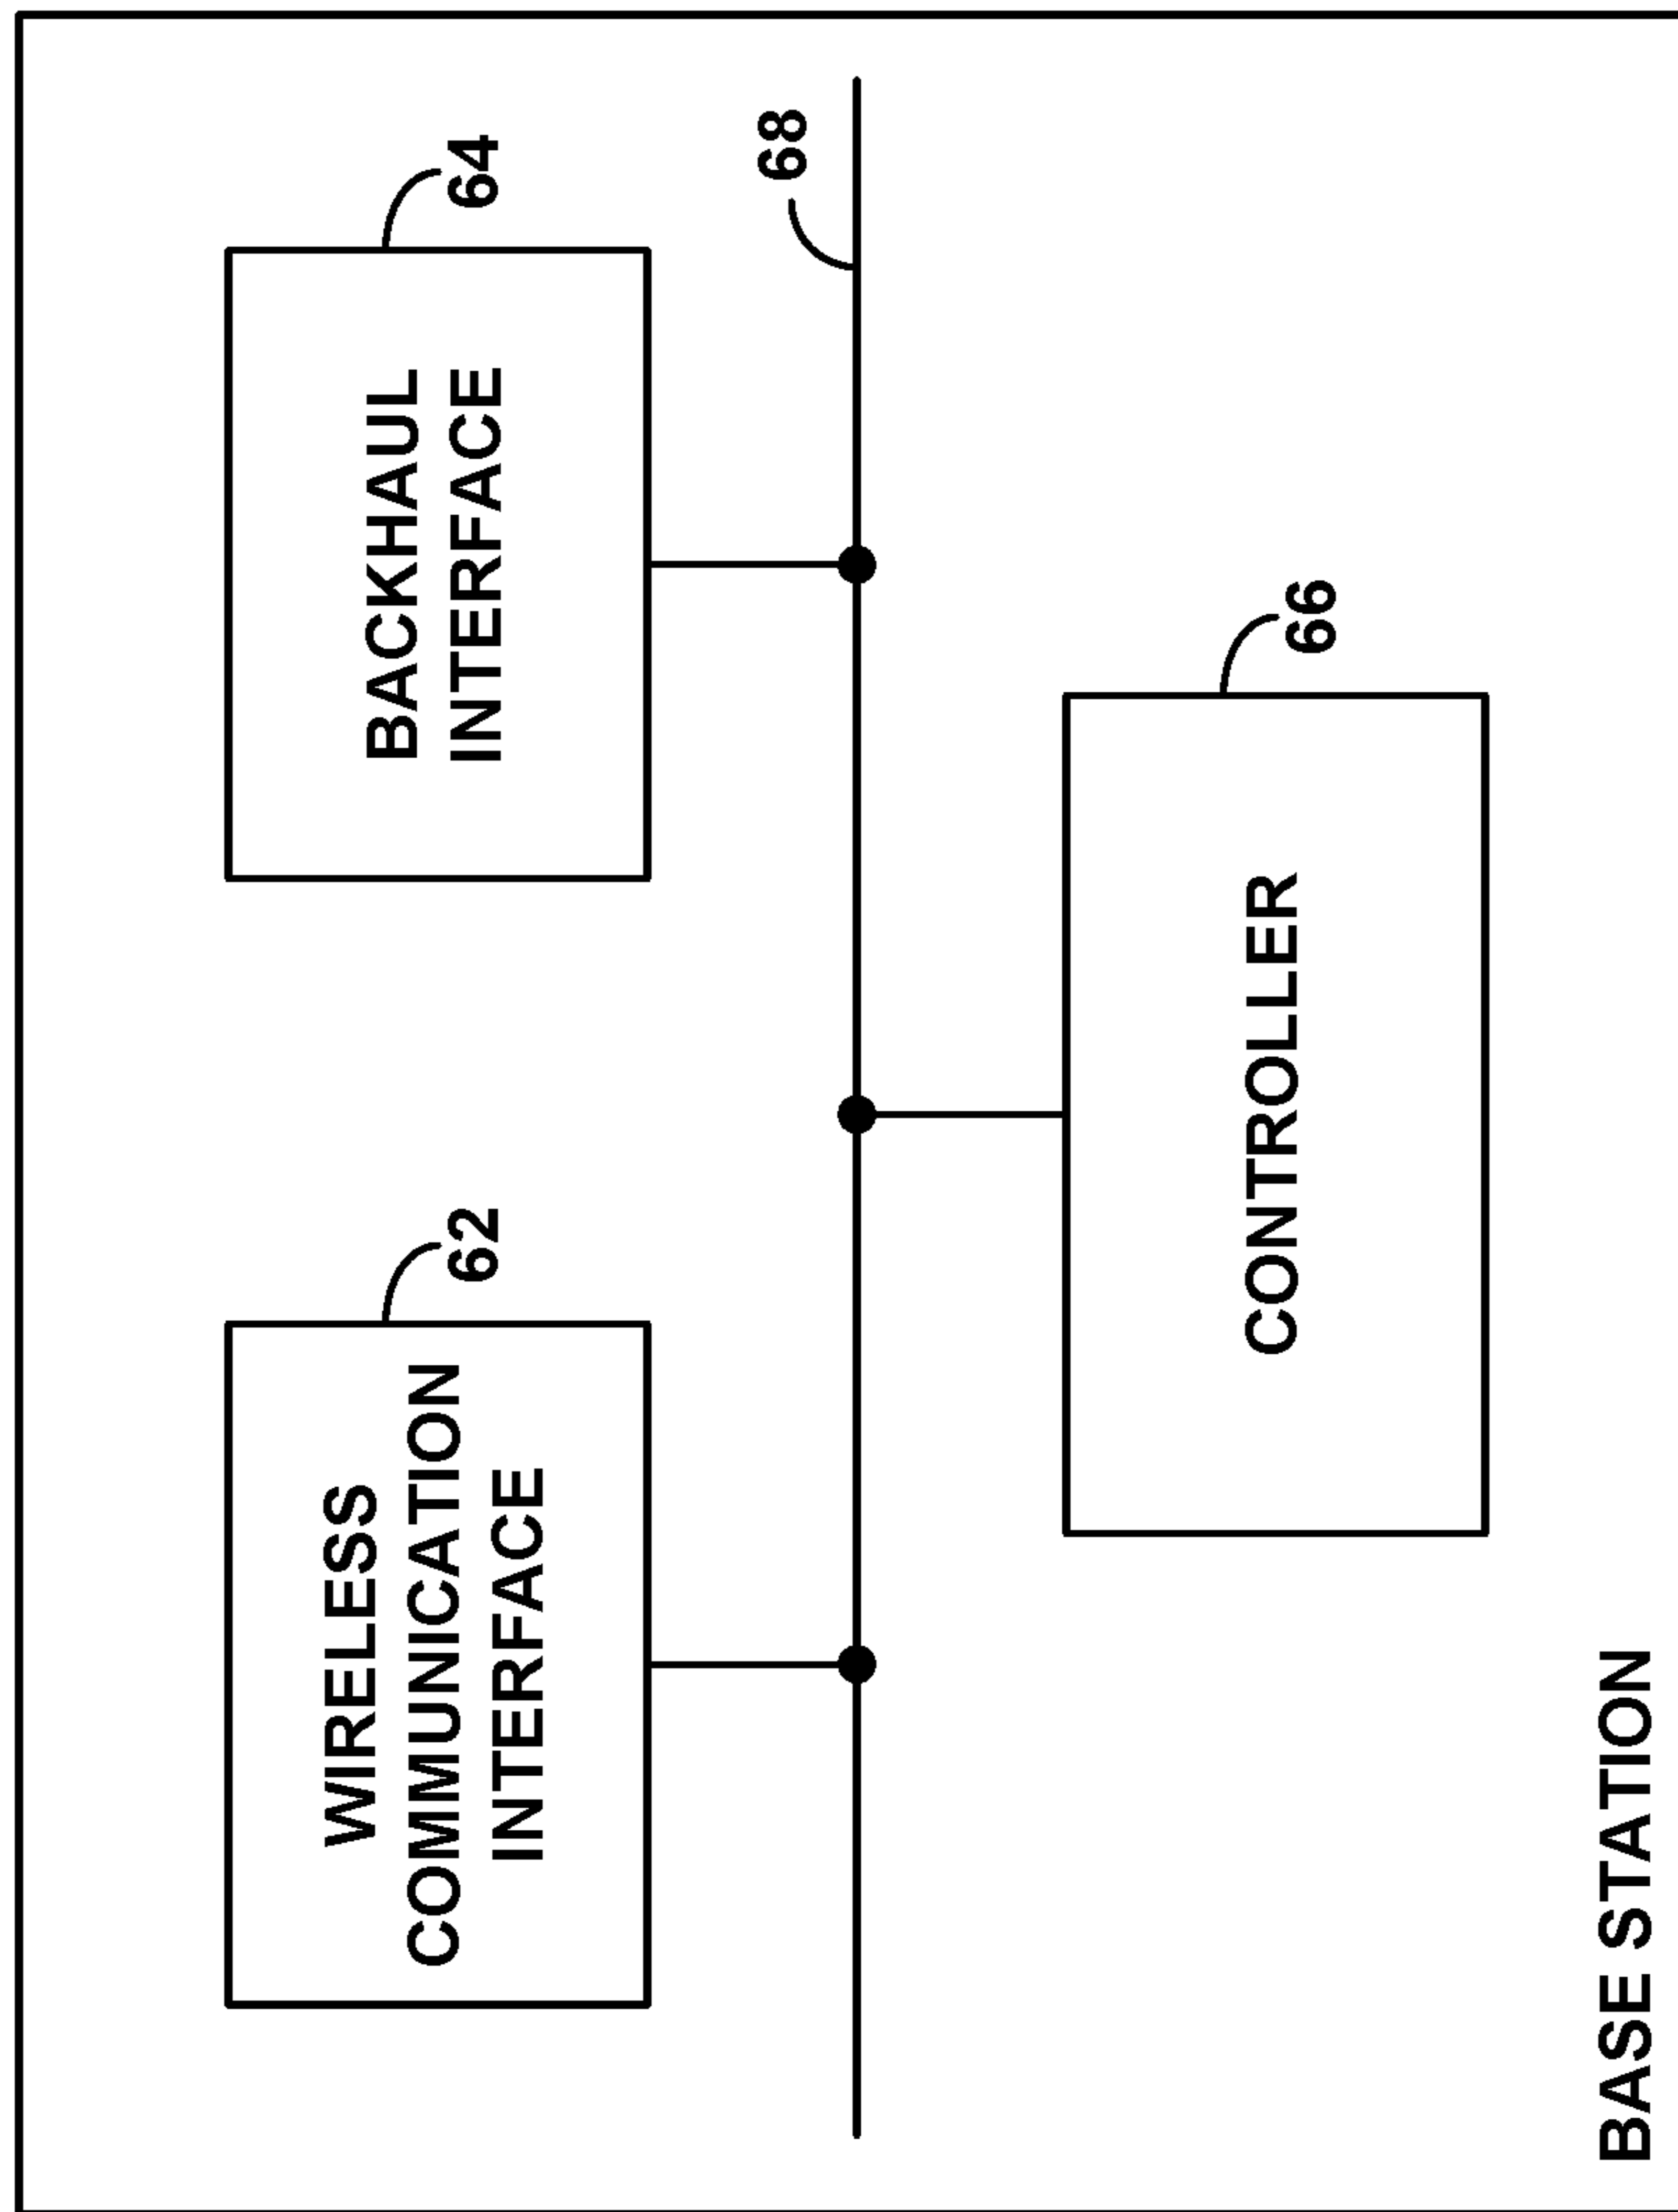 WIRELESS
COMMUNICATION
INTERFACE
62
BACKHAUL
INTERFACE
64
68
CONTROLLER
66
BASE STATION